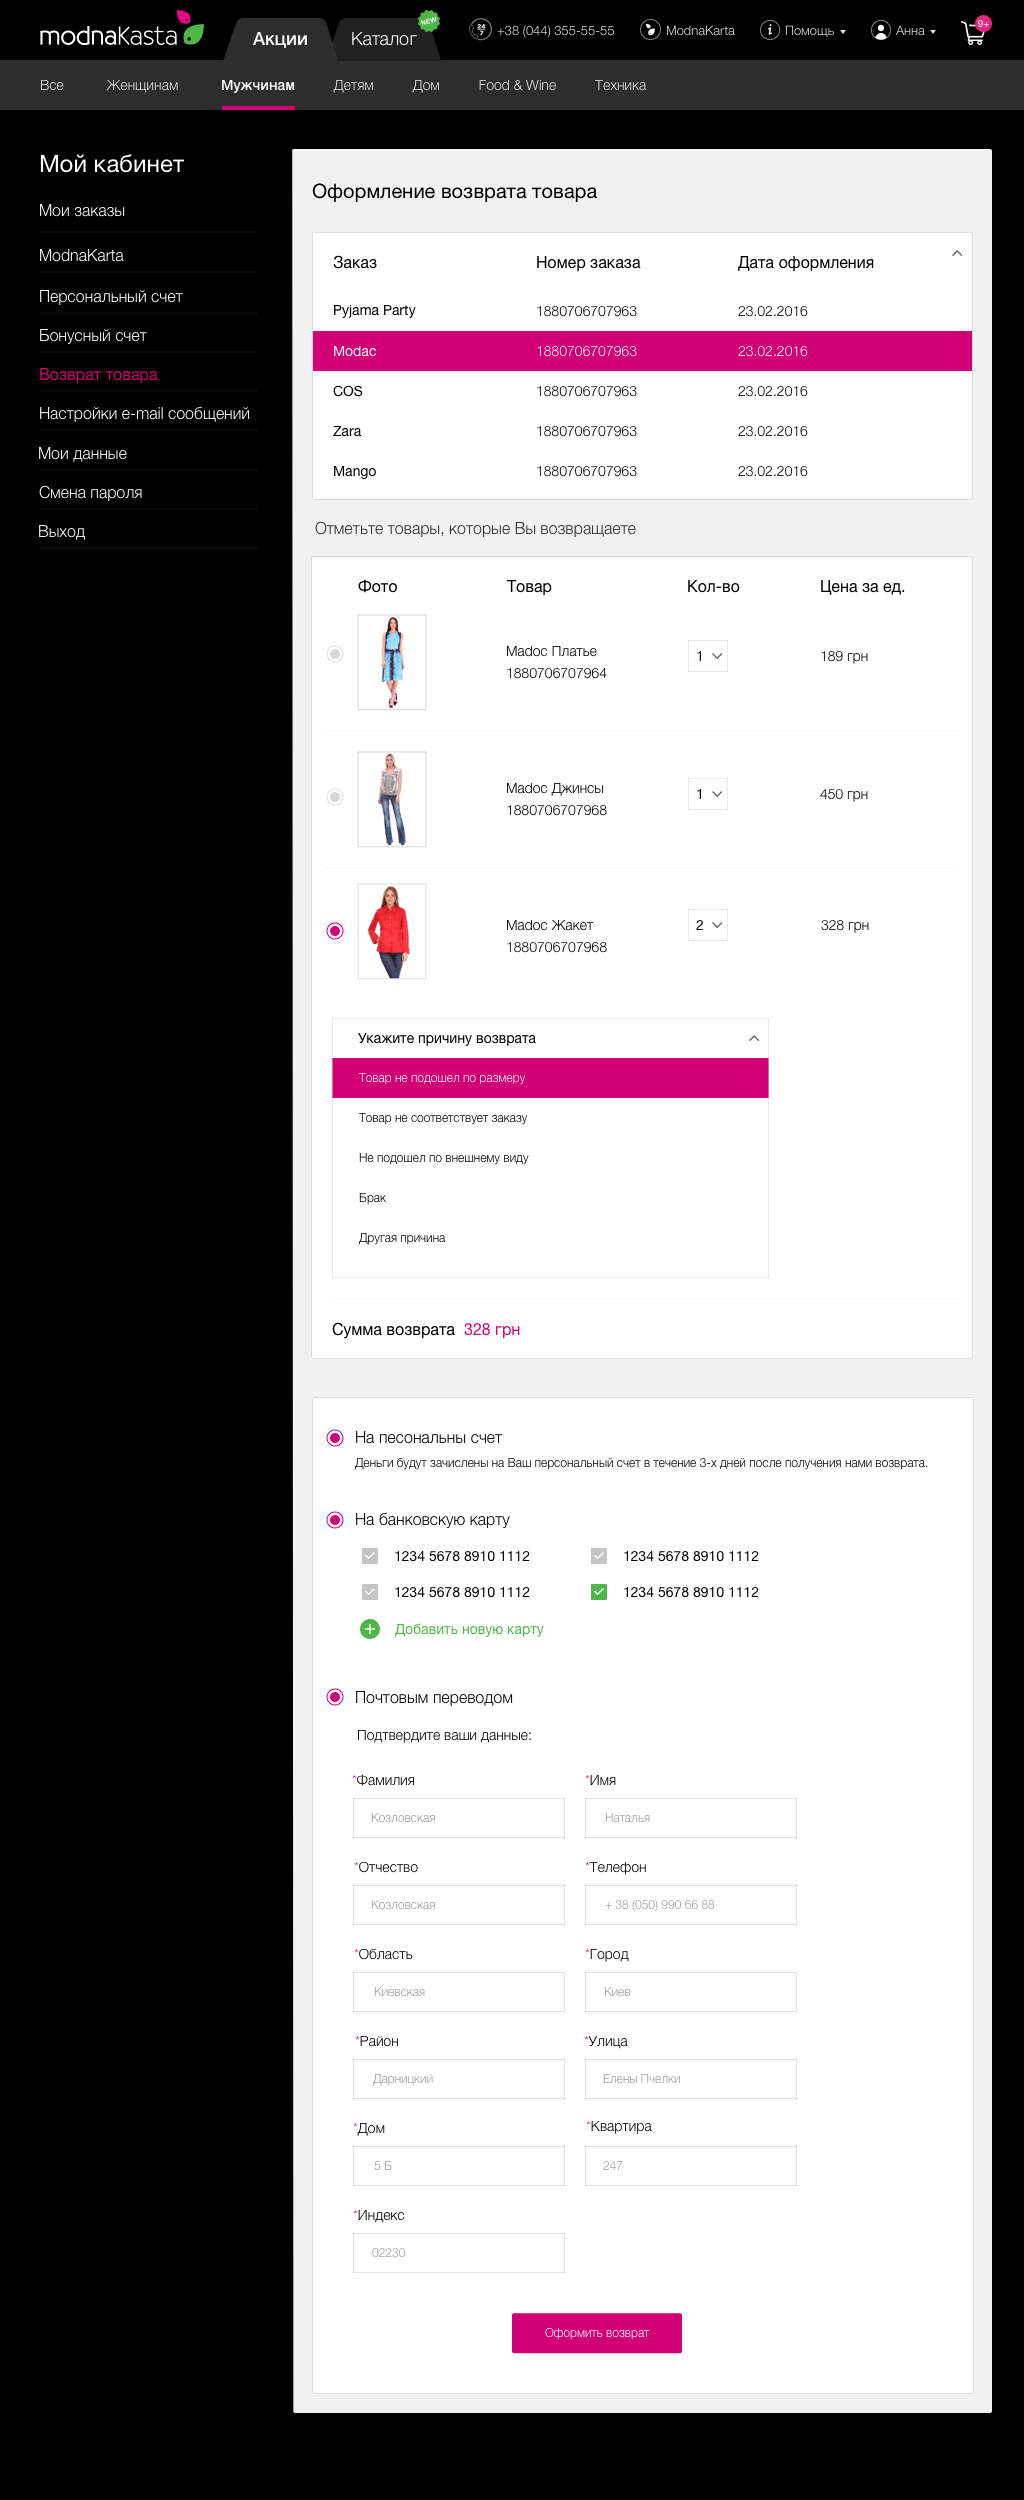 modnaKasta
Акции
Каталог
NEW
24
7
+38 (044) 355-55-55
ModnaKarta
Помощь
Анна
9+
Все
Женщинам
Мужчинам
Детям
Дом
Food & Wine
Техника
Мой кабинет
Мои заказы
ModnaKarta
Персональный счет
Бонусный счет
Возврат товара
Настройки e-mail сообщений
Мои данные
Смена пароля
Выход
Оформление возврата товара
Заказ Номер заказа Дата оформления
Pyjama Party 1880706707963 23.02.2016
Modac 1880706707963 23.02.2016
COS 1880706707963 23.02.2016
Zara 1880706707963 23.02.2016
Mango 1880706707963 23.02.2016
Отметьте товары, которые Вы возвращаете
Фото Товар Кол-во Цена за ед.
Madoc Платье
1880706707964
1
189 грн
Madoc Джинсы
1880706707968
1
450 грн
Madoc Жакет
1880706707968
2
328 грн
Укажите причину возврата
Товар не подошел по размеру
Товар не соответствует заказу
Не подошел по внешнему виду
Брак
Другая причина
Сумма возврата 328 грн
На песональны счет
Деньги будут зачислены на Ваш персональный счет в течение 3-х дней после получения нами возврата.
На банковскую карту
1234 5678 8910 1112 1234 5678 8910 1112
1234 5678 8910 1112 1234 5678 8910 1112
Добавить новую карту
Почтовым переводом
Подтвердите ваши данные:
*Фамилия *Имя
Козловская Наталья
*Отчество *Телефон
Козловская + 38 (050) 990 66 88
*Область *Город
Киевская Киев
*Район *Улица
Дарницкий Елены Пчелки
*Дом *Квартира
5 Б 247
*Индекс
02230
Оформить возврат